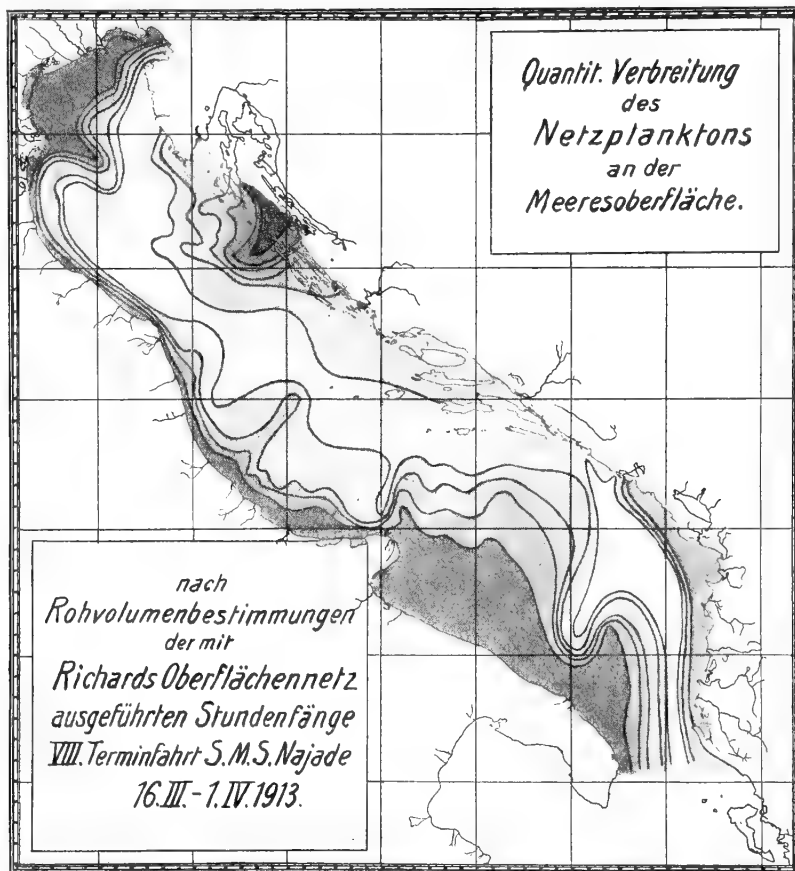 Quantit. Verbreitung
des
Netzplanktons
an der
Meeresoberfläche.
nach
Rohvolumenbestimmungen
der mit
Richards Oberflächennetz
ausgeführten Stundenfänge
VIII. Terminfahrt S.M.S. Najade
16.III.-1.IV.1913.